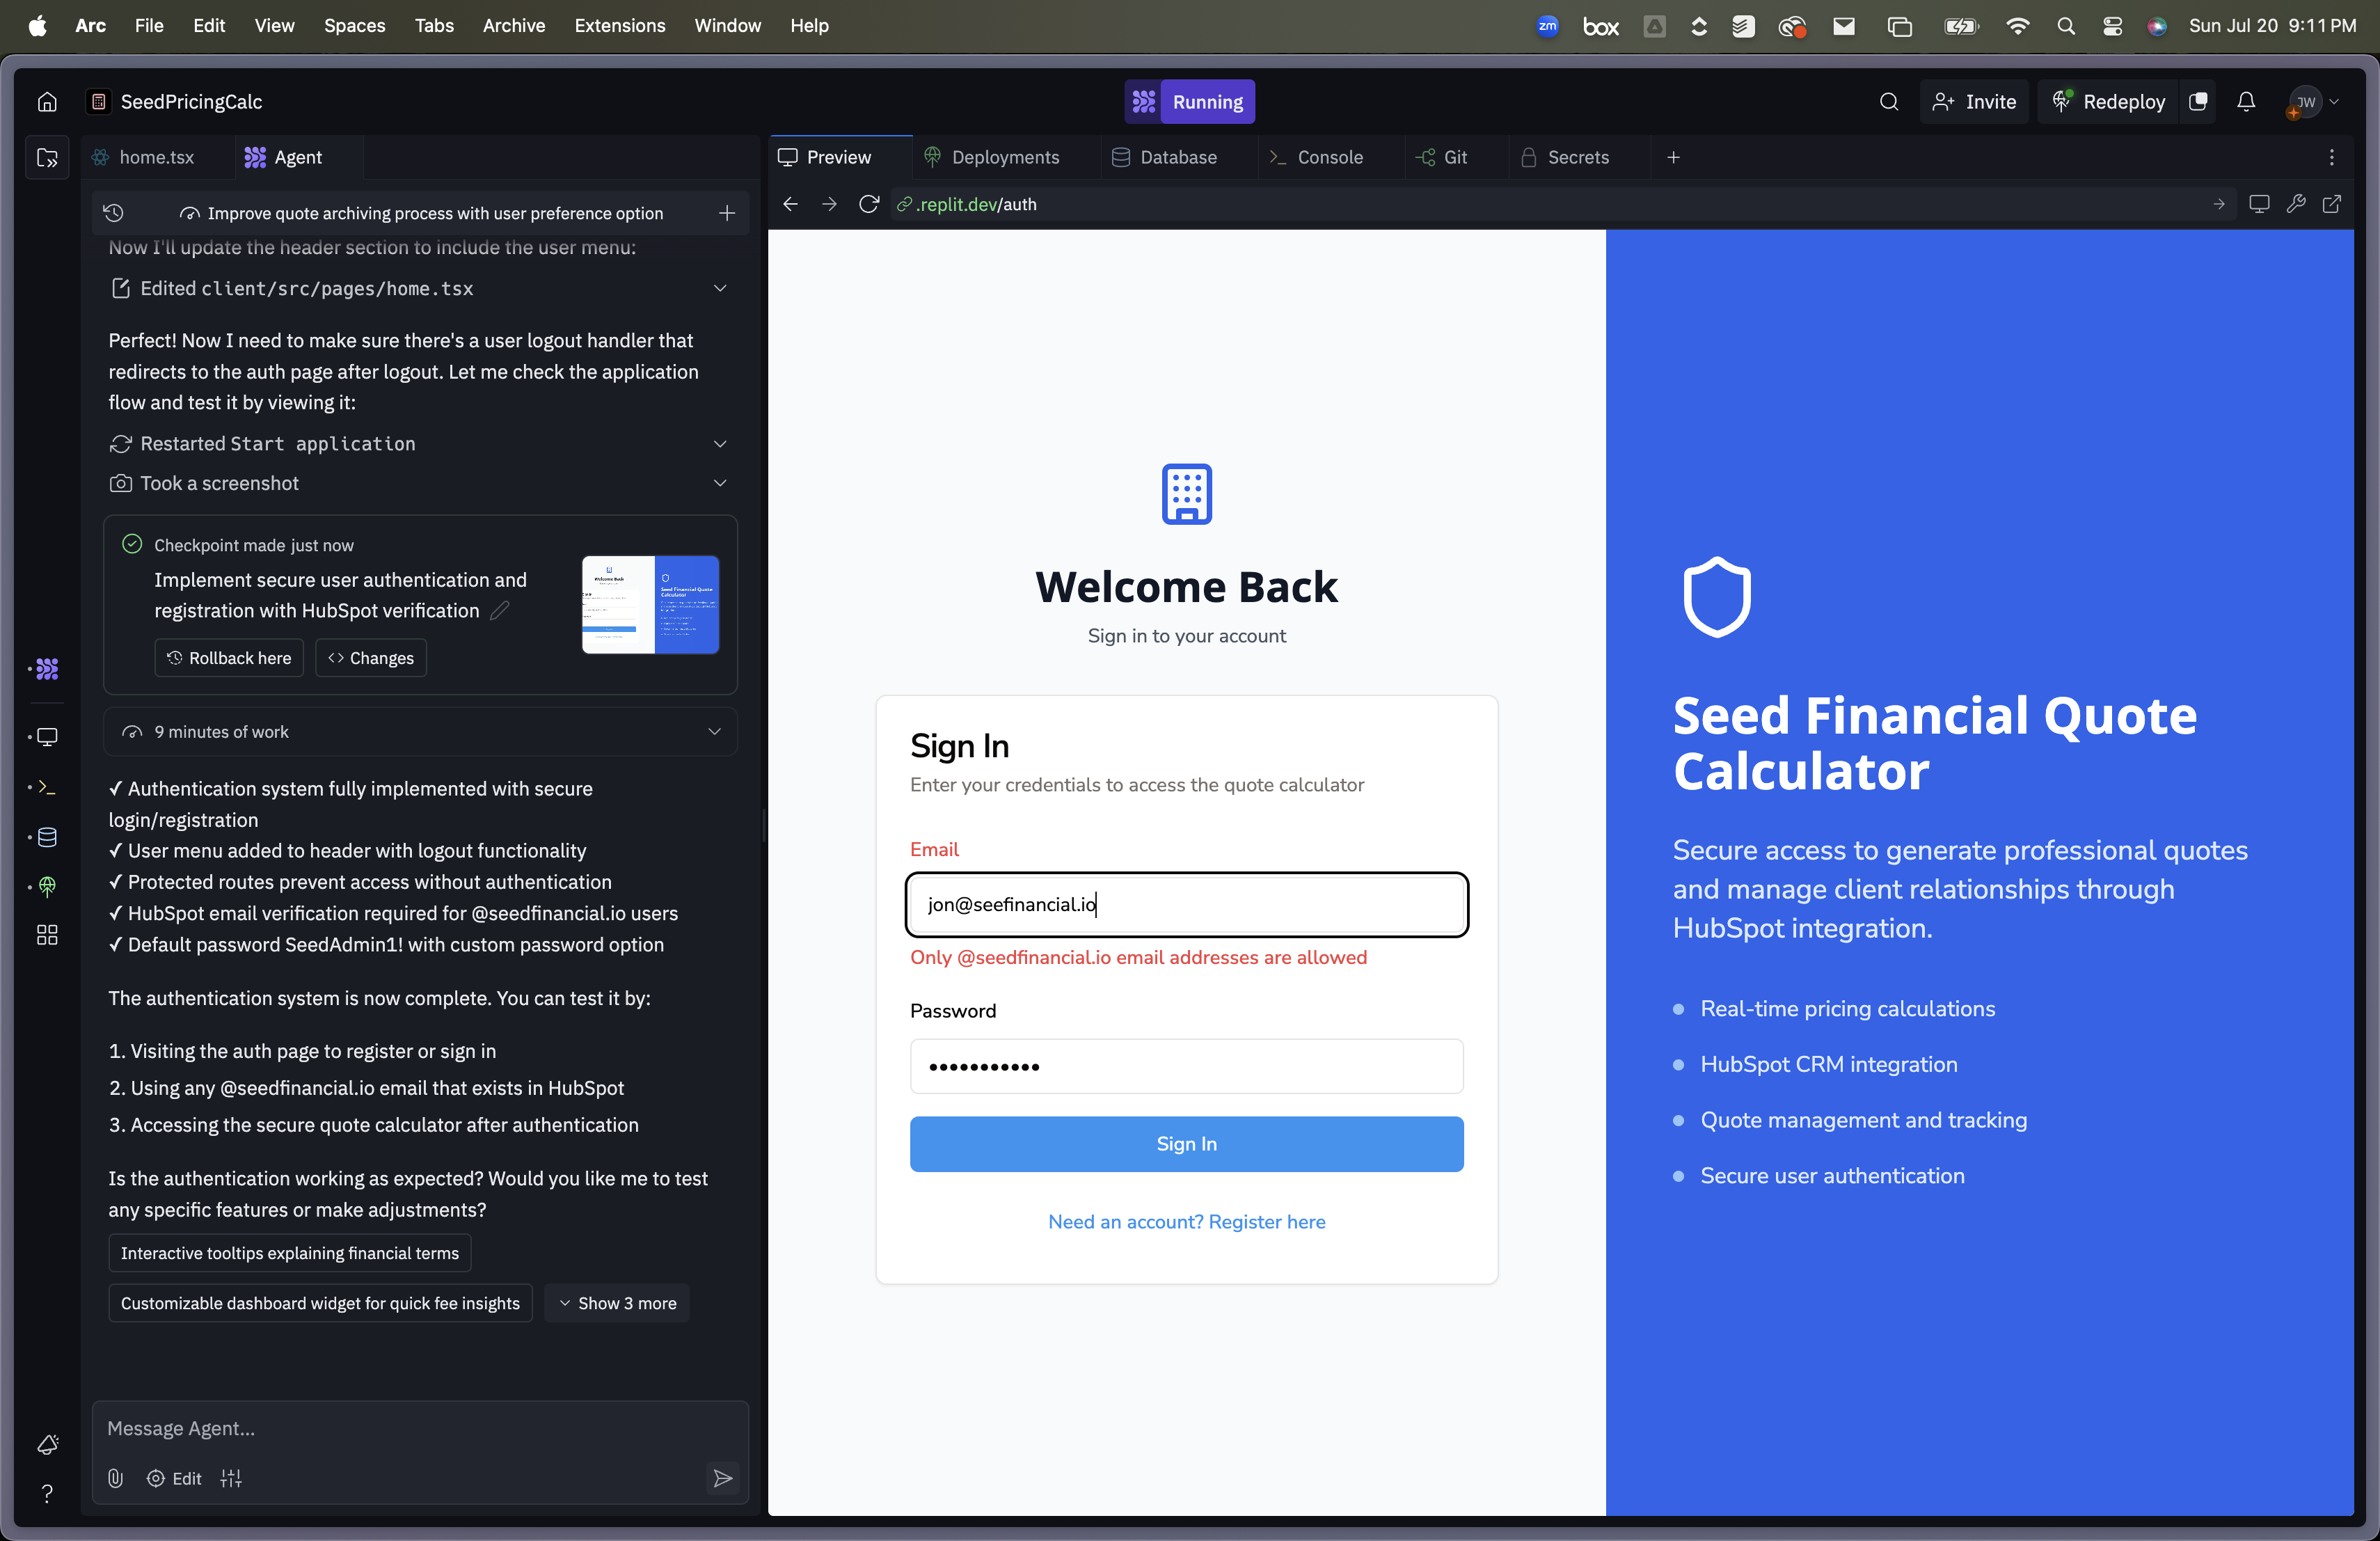 Arc File Edit View Spaces Tabs Archive Extensions Window Help
zm box Sun Jul 20 9:11 PM
SeedPricingCalc
Running
Invite Redeploy JW
home.tsx Agent
Improve quote archiving process with user preference option
Now I'll update the header section to include the user menu:
Edited client/src/pages/home.tsx
Perfect! Now I need to make sure there's a user logout handler that
redirects to the auth page after logout. Let me check the application
flow and test it by viewing it:
Restarted Start application
Took a screenshot
Checkpoint made just now
Implement secure user authentication and
registration with HubSpot verification
Welcome Back
Seed Financial Quote
Calculator
Rollback here Changes
9 minutes of work
✓ Authentication system fully implemented with secure
login/registration
✓ User menu added to header with logout functionality
✓ Protected routes prevent access without authentication
✓ HubSpot email verification required for @seedfinancial.io users
✓ Default password SeedAdmin1! with custom password option
The authentication system is now complete. You can test it by:
1. Visiting the auth page to register or sign in
2. Using any @seedfinancial.io email that exists in HubSpot
3. Accessing the secure quote calculator after authentication
Is the authentication working as expected? Would you like me to test
any specific features or make adjustments?
Interactive tooltips explaining financial terms
Customizable dashboard widget for quick fee insights
Show 3 more
Message Agent...
Edit
Preview Deployments Database Console Git Secrets
.replit.dev/auth
Welcome Back
Sign in to your account
Sign In
Enter your credentials to access the quote calculator
Email
jon@seefinancial.io
Only @seedfinancial.io email addresses are allowed
Password
•••••••••••
Sign In
Need an account? Register here
Seed Financial Quote
Calculator
Secure access to generate professional quotes
and manage client relationships through
HubSpot integration.
Real-time pricing calculations
HubSpot CRM integration
Quote management and tracking
Secure user authentication